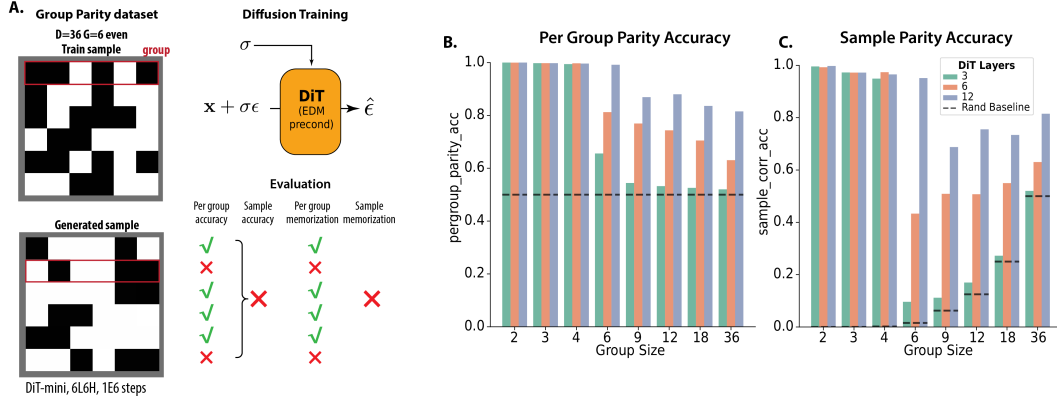 A.
Group Parity dataset
D=36 G=6 even
Train sample
group
Generated sample
DiT-mini, 6L6H, 1E6 steps
Diffusion Training
σ
x + σϵ
DiT
(EDM
precond)
ϵ̂
Evaluation
Per group
accuracy
Sample
accuracy
Per group
memorization
Sample
memorization
B.
Per Group Parity Accuracy
pergroup_parity_acc
1.0
0.8
0.6
0.4
0.2
0.0
2 3 4 6 9 12 18 36
Group Size
C.
Sample Parity Accuracy
sample_corr_acc
1.0
0.8
0.6
0.4
0.2
0.0
2 3 4 6 9 12 18 36
Group Size
DiT Layers
3
6
12
Rand Baseline